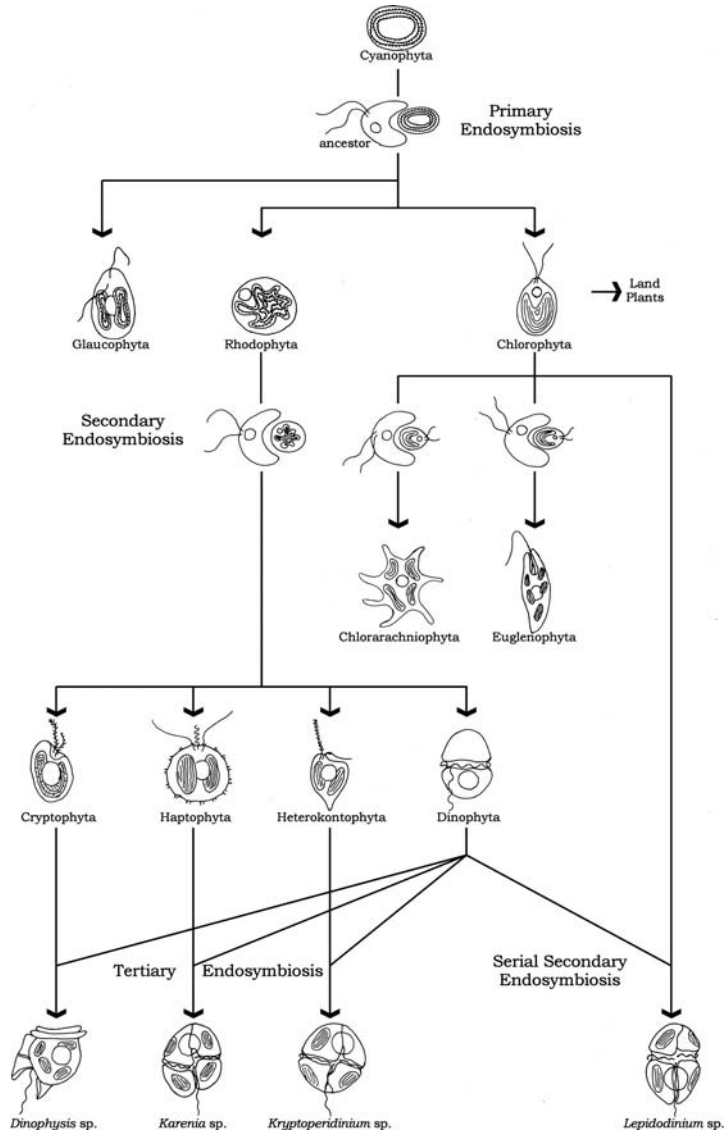 Cyanophyta
Primary
Endosymbiosis
ancestor
Land
Plants
Glaucophyta
Rhodophyta
Chlorophyta
Secondary
Endosymbiosis
Chlorarachniophyta
Euglenophyta
Cryptophyta
Haptophyta
Heterokontophyta
Dinophyta
Tertiary Endosymbiosis
Serial Secondary
Endosymbiosis
Dinophysis sp.
Karenia sp.
Kryptoperidinium sp.
Lepidodinium sp.